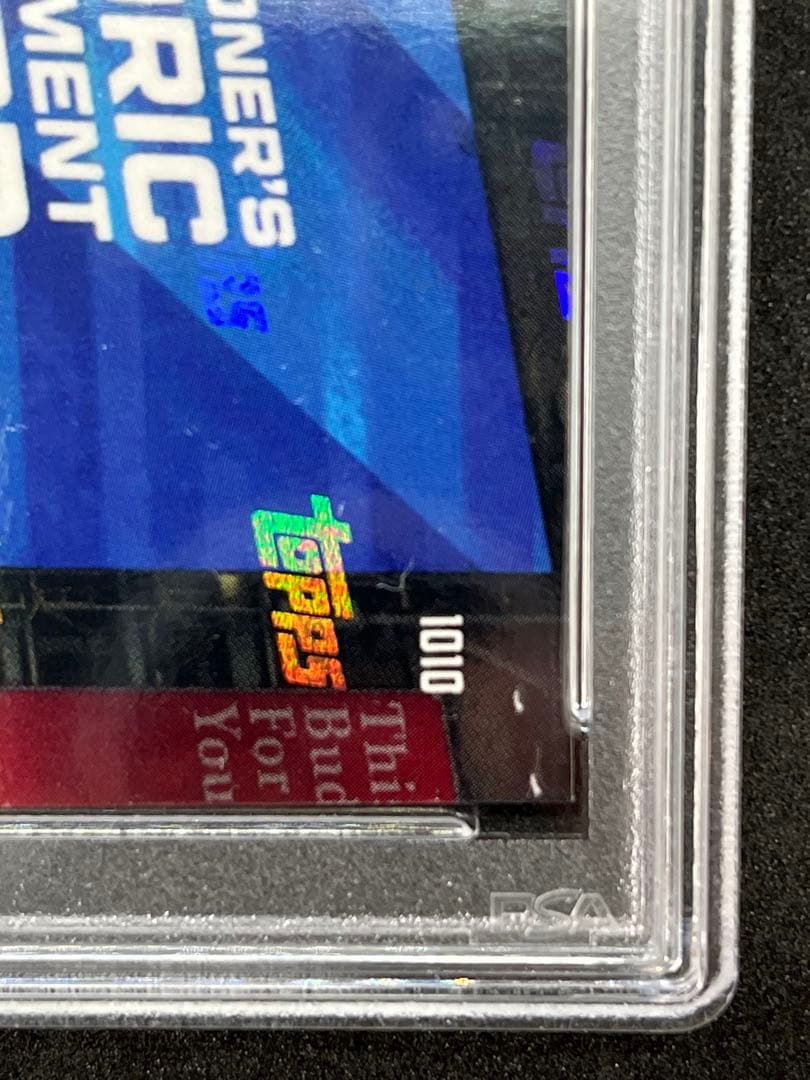 ONER'S
RIC
MENT
topps
1010
Thi
Bud
For
You
PSA